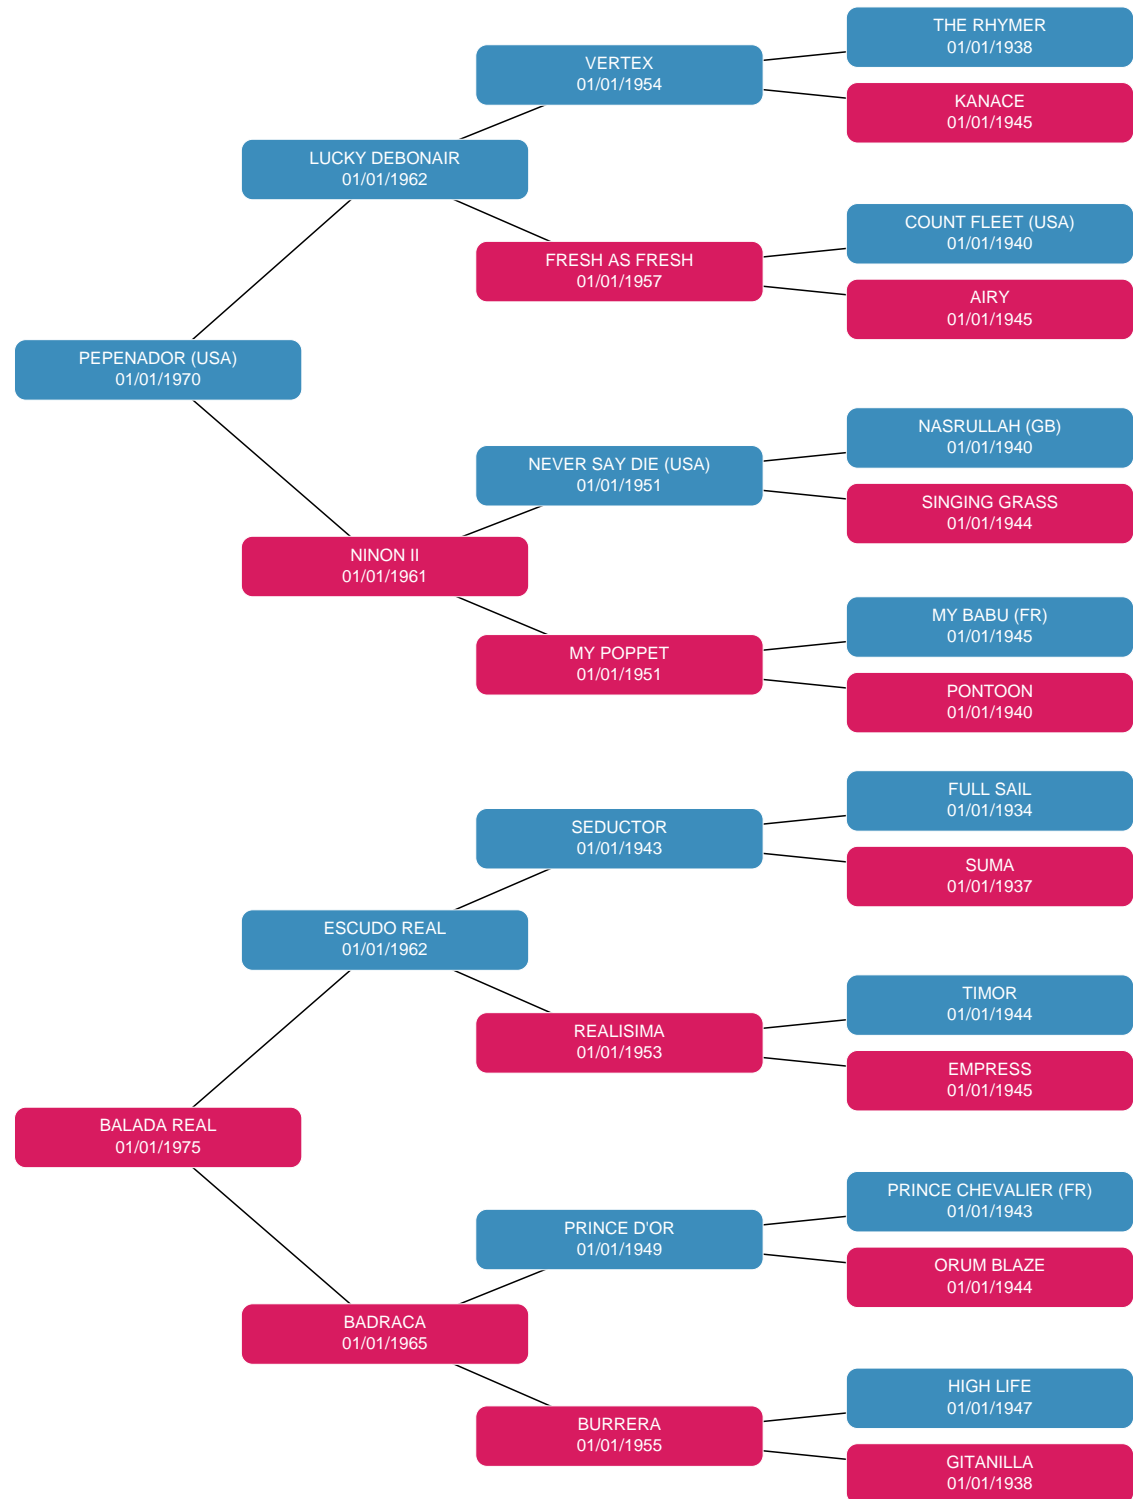 THE RHYMER
01/01/1938
VERTEX
01/01/1954
KANACE
01/01/1945
LUCKY DEBONAIR
01/01/1962
COUNT FLEET (USA)
01/01/1940
FRESH AS FRESH
01/01/1957
AIRY
01/01/1945
PEPENADOR (USA)
01/01/1970
NASRULLAH (GB)
01/01/1940
NEVER SAY DIE (USA)
01/01/1951
SINGING GRASS
01/01/1944
NINON II
01/01/1961
MY BABU (FR)
01/01/1945
MY POPPET
01/01/1951
PONTOON
01/01/1940
FULL SAIL
01/01/1934
SEDUCTOR
01/01/1943
SUMA
01/01/1937
ESCUDO REAL
01/01/1962
TIMOR
01/01/1944
REALISIMA
01/01/1953
EMPRESS
01/01/1945
BALADA REAL
01/01/1975
PRINCE CHEVALIER (FR)
01/01/1943
PRINCE D'OR
01/01/1949
ORUM BLAZE
01/01/1944
BADRACA
01/01/1965
HIGH LIFE
01/01/1947
BURRERA
01/01/1955
GITANILLA
01/01/1938